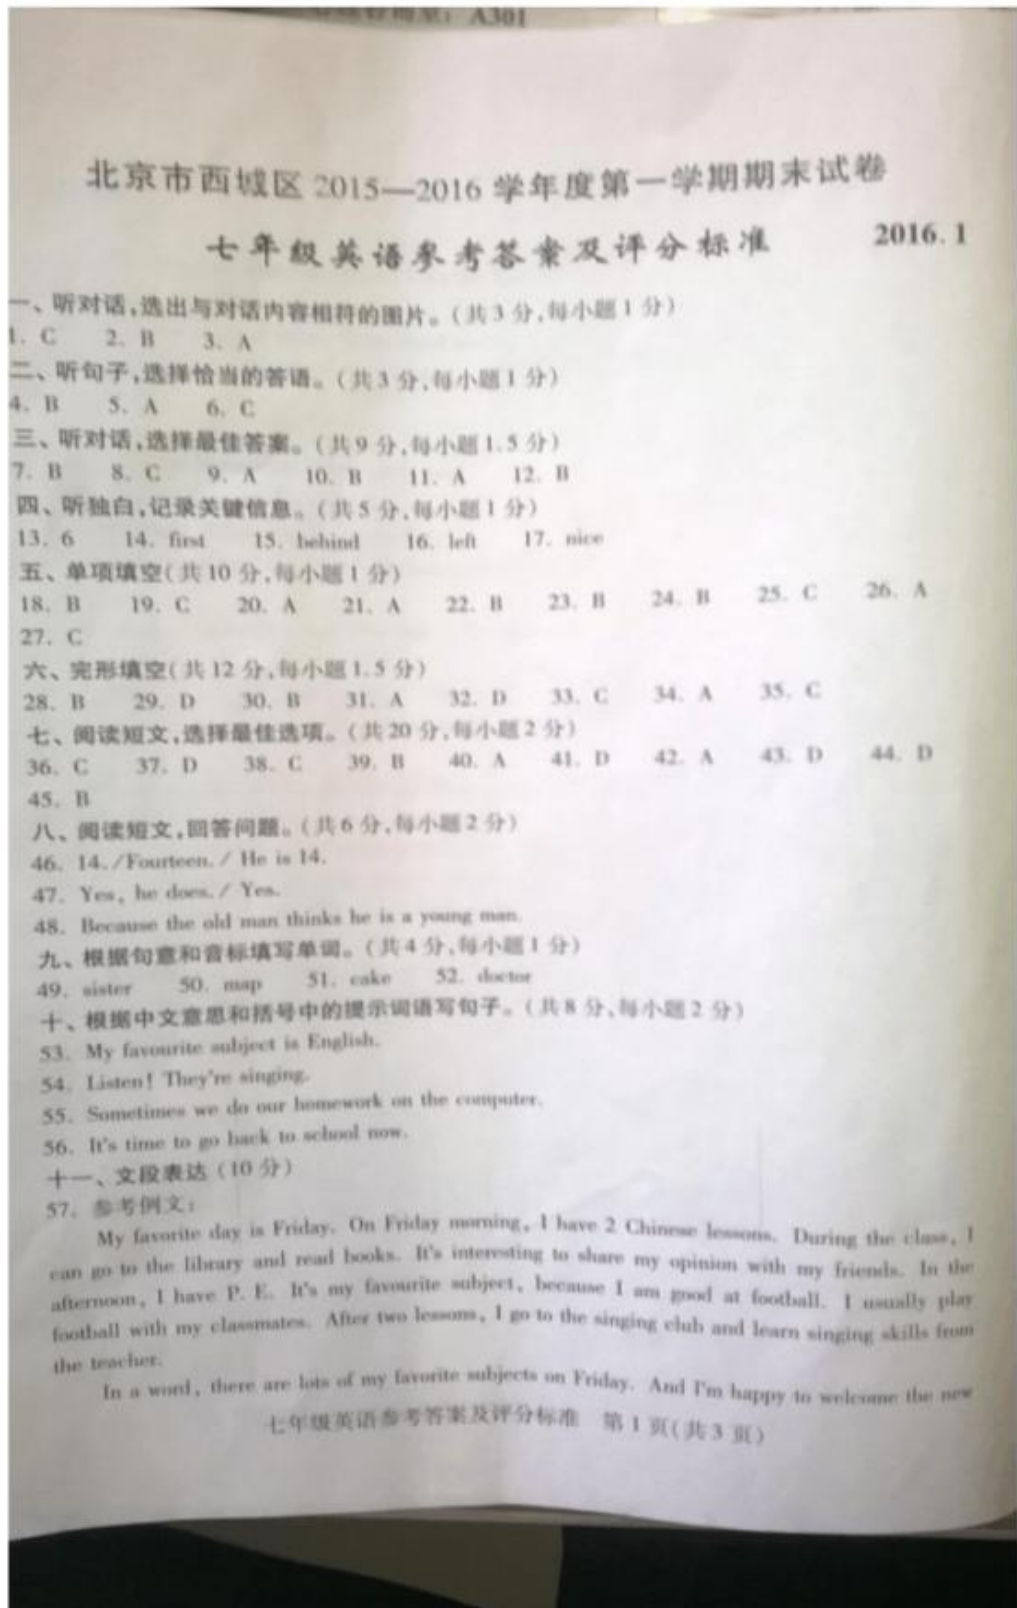 A301
北京市西城区 2015—2016 学年度第一学期期末试卷
七年级英语参考答案及评分标准 2016.1
一、听对话,选出与对话内容相符的图片。(共 3 分,每小题 1 分)
1. C 2. B 3. A
二、听句子,选择恰当的答语。(共 3 分,每小题 1 分)
4. B 5. A 6. C
三、听对话,选择最佳答案。(共 9 分,每小题 1.5 分)
7. B 8. C 9. A 10. B 11. A 12. B
四、听独白,记录关键信息。(共 5 分,每小题 1 分)
13. 6 14. first 15. behind 16. left 17. nice
五、单项填空(共 10 分,每小题 1 分)
18. B 19. C 20. A 21. A 22. B 23. B 24. B 25. C 26. A
27. C
六、完形填空(共 12 分,每小题 1.5 分)
28. B 29. D 30. B 31. A 32. D 33. C 34. A 35. C
七、阅读短文,选择最佳选项。(共 20 分,每小题 2 分)
36. C 37. D 38. C 39. B 40. A 41. D 42. A 43. D 44. D
45. B
八、阅读短文,回答问题。(共 6 分,每小题 2 分)
46. 14. /Fourteen. / He is 14.
47. Yes, he does. / Yes.
48. Because the old man thinks he is a young man.
九、根据句意和音标填写单词。(共 4 分,每小题 1 分)
49. sister 50. map 51. cake 52. doctor
十、根据中文意思和括号中的提示词语写句子。(共 8 分,每小题 2 分)
53. My favourite subject is English.
54. Listen! They're singing.
55. Sometimes we do our homework on the computer.
56. It's time to go back to school now.
十一、文段表达(10 分)
57. 参考例文:
My favorite day is Friday. On Friday morning, I have 2 Chinese lessons. During the class, I
can go to the library and read books. It's interesting to share my opinion with my friends. In the
afternoon, I have P. E. It's my favourite subject, because I am good at football. I usually play
football with my classmates. After two lessons, I go to the singing club and learn singing skills from
the teacher.
In a word, there are lots of my favorite subjects on Friday. And I'm happy to welcome the new
七年级英语参考答案及评分标准 第 1 页(共 3 页)